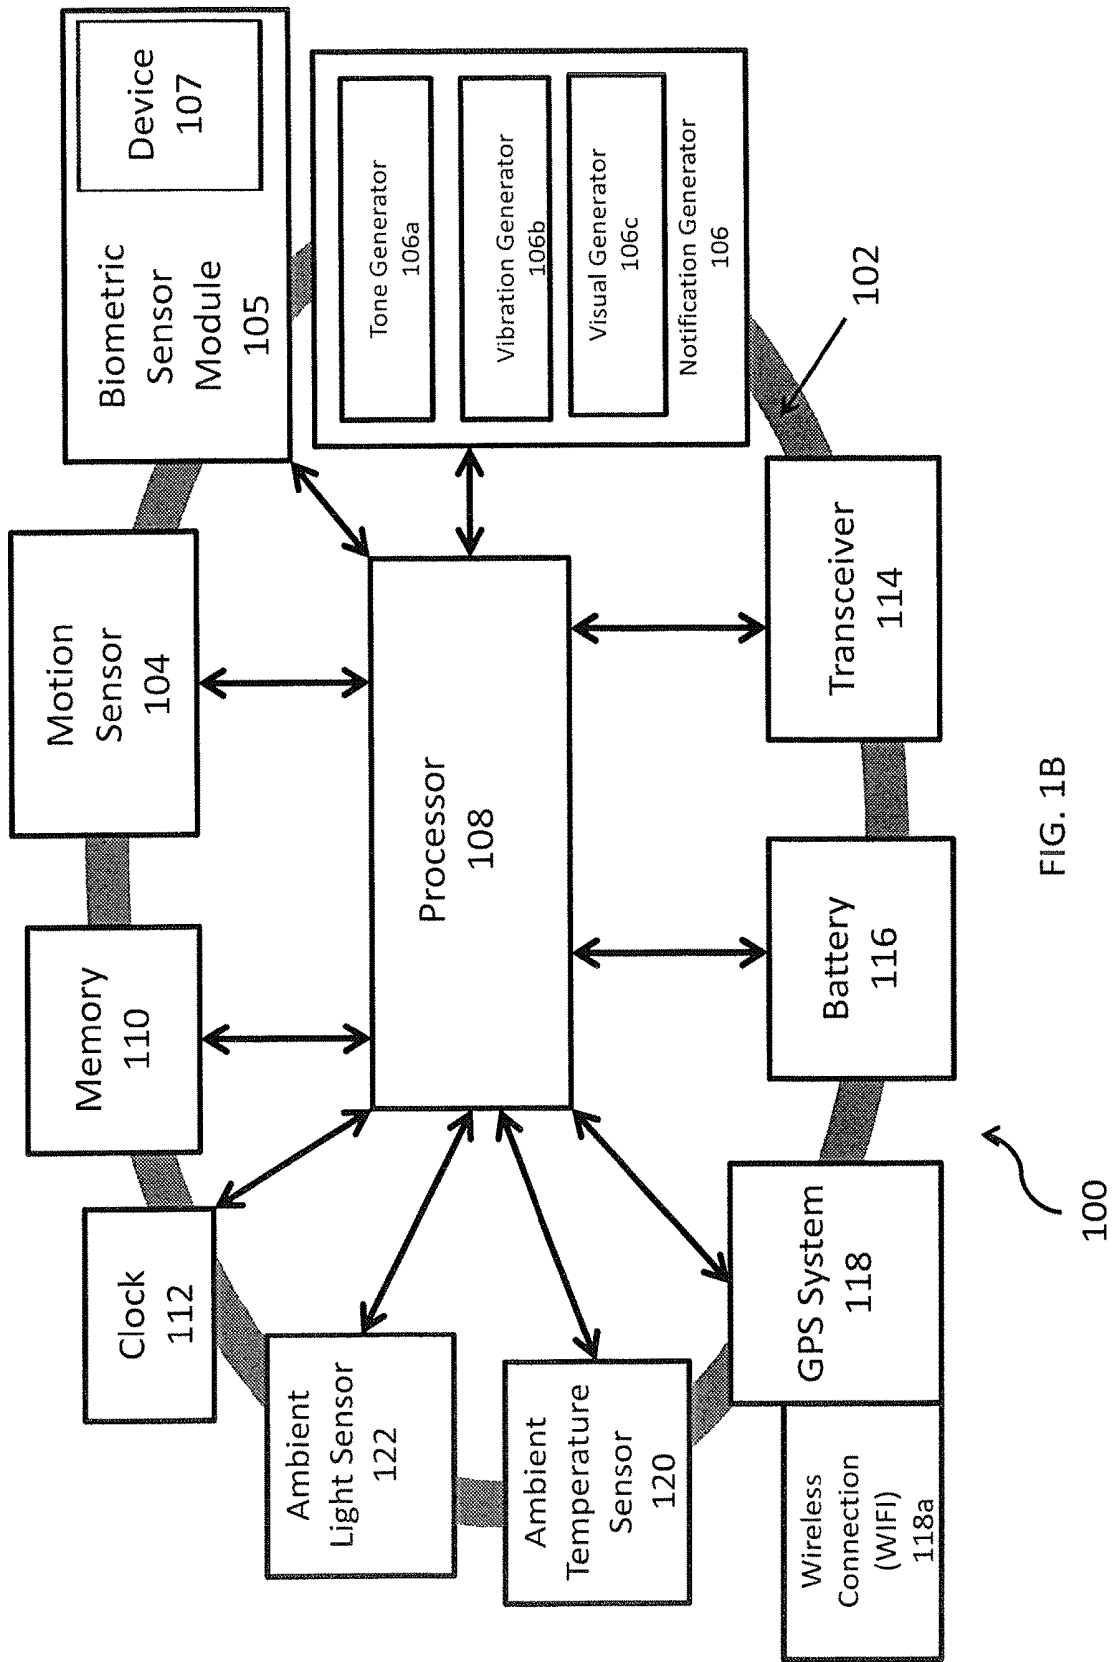 Clock
112
Memory
110
Motion
Sensor
104
Biometric
Sensor
Module
105
Device
107
Ambient
Light Sensor
122
Ambient
Temperature
Sensor
120
Processor
108
Tone Generator
106a
Vibration Generator
106b
Visual Generator
106c
Notification Generator
106
Wireless
Connection
(WIFI)
118a
GPS System
118
Battery
116
Transceiver
114
102
100
FIG. 1B